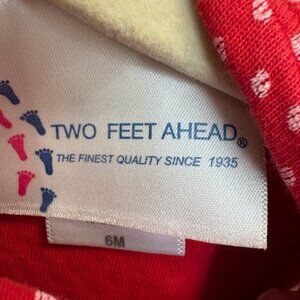 TWO FEET AHEAD®
THE FINEST QUALITY SINCE 1935
6M